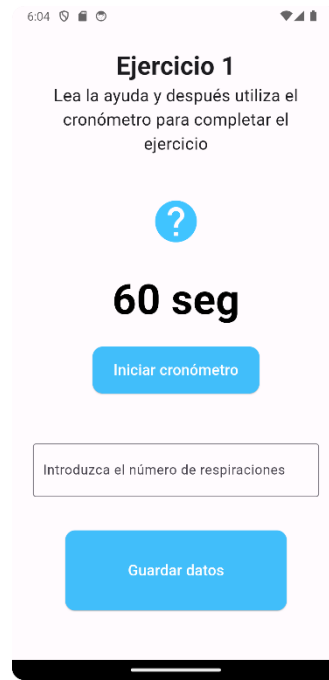 6:04
Ejercicio 1
Lea la ayuda y después utiliza el
cronómetro para completar el
ejercicio
?
60 seg
Iniciar cronómetro
Introduzca el número de respiraciones
Guardar datos